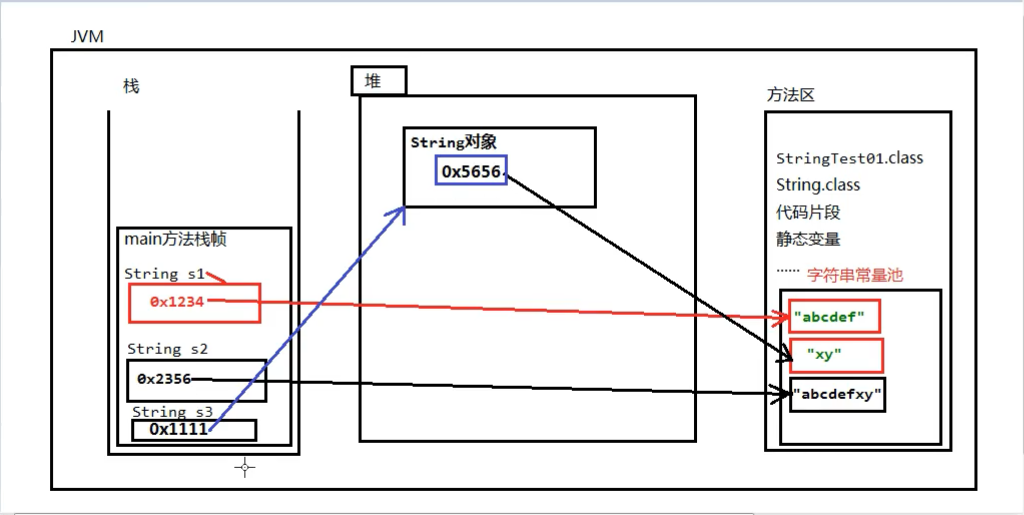 JVM
栈
堆
方法区
String对象
0x5656
StringTest01.class
String.class
代码片段
静态变量
...... 字符串常量池
main方法栈帧
String s1
0x1234
"abcdef"
"xy"
String s2
0x2356
"abcdefxy"
String s3
0x1111